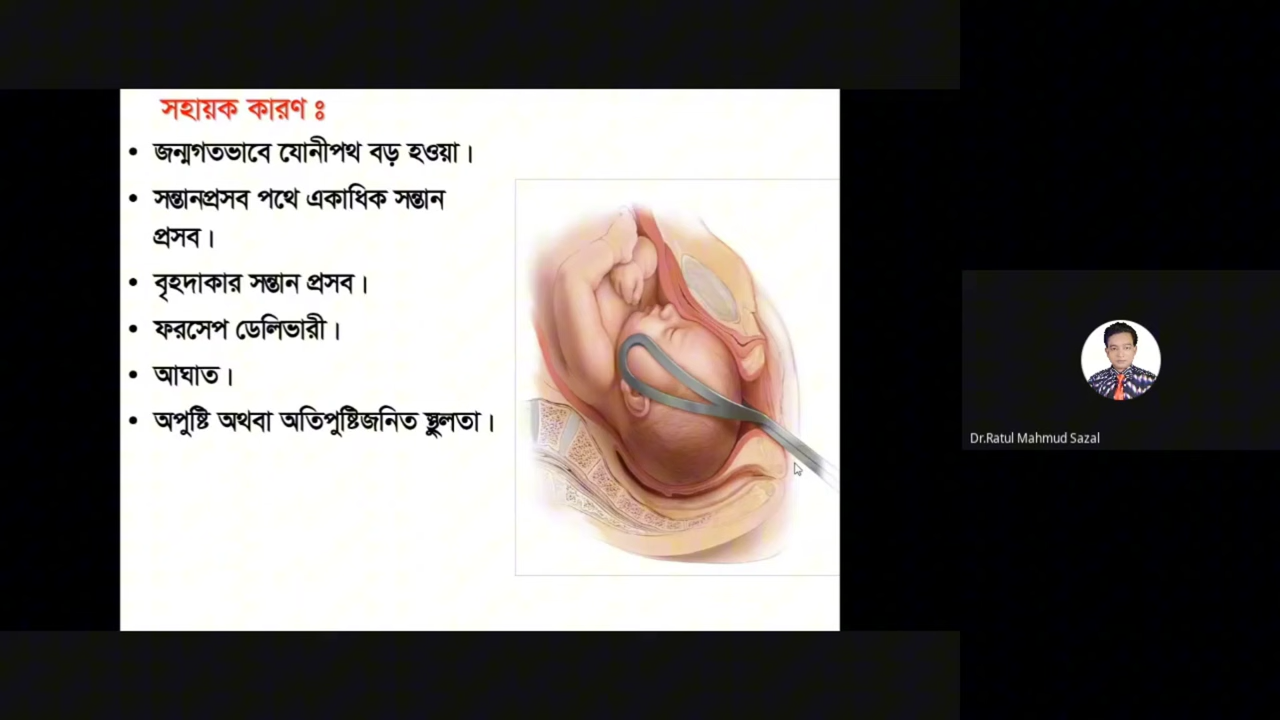 সহায়ক কারণ ঃ
• জন্মগতভাবে যোনীপথ বড় হওয়া।
• সন্তানপ্রসব পথে একাধিক সন্তান
প্রসব।
• বৃহদাকার সন্তান প্রসব।
• ফরসেপ ডেলিভারী।
• আঘাত।
• অপুষ্টি অথবা অতিপুষ্টিজনিত স্থুলতা।
Dr.Ratul Mahmud Sazal